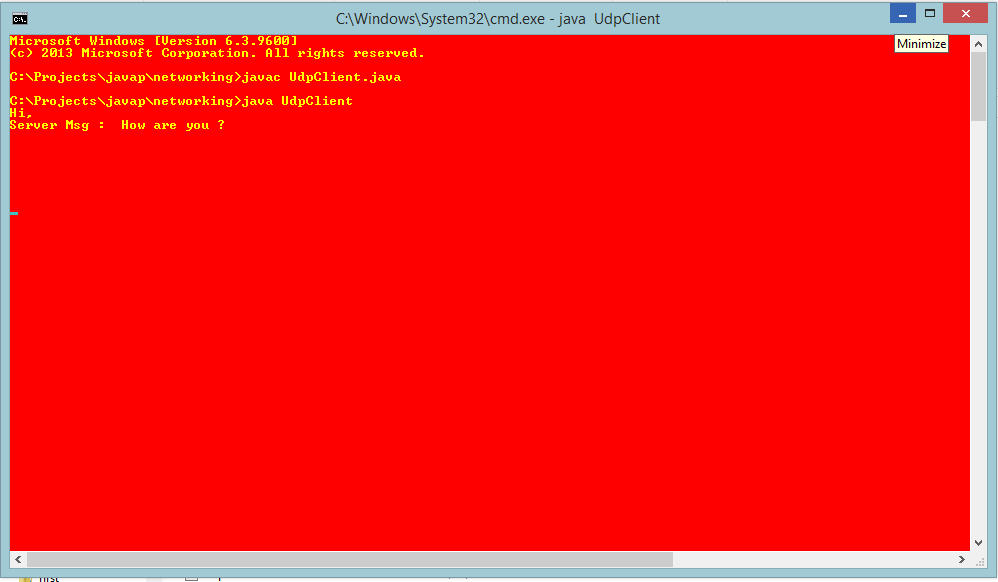 C:\Windows\System32\cmd.exe - java  UdpClient
Minimize
Microsoft Windows [Version 6.3.9600]
(c) 2013 Microsoft Corporation. All rights reserved.
C:\Projects\javap\networking>javac UdpClient.java
C:\Projects\javap\networking>java UdpClient
Hi,
Server Msg :  How are you ?